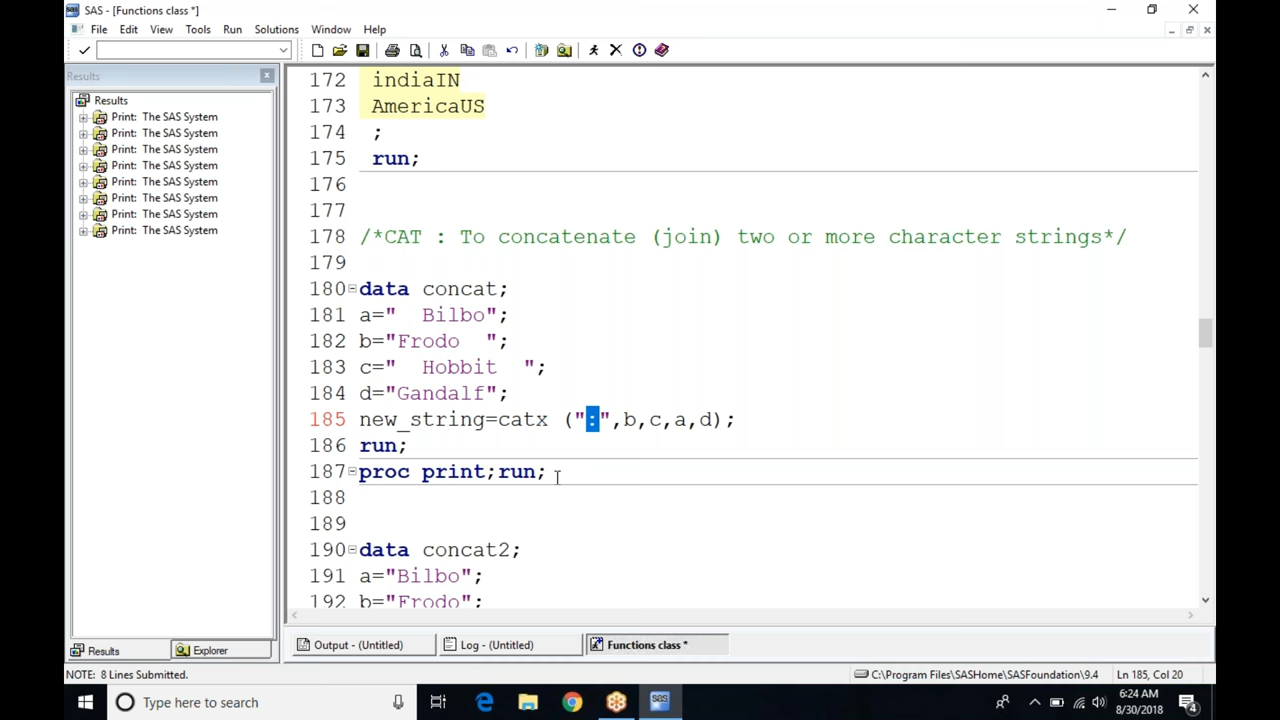 SAS - [Functions class *]
File Edit View Tools Run Solutions Window Help
Results
Results
Print: The SAS System
Print: The SAS System
Print: The SAS System
Print: The SAS System
Print: The SAS System
Print: The SAS System
Print: The SAS System
Print: The SAS System
172 indiaIN
173 AmericaUS
174 ;
175 run;
176
177
178 /*CAT : To concatenate (join) two or more character strings*/
179
180 data concat;
181 a="  Bilbo";
182 b="Frodo  ";
183 c="  Hobbit  ";
184 d="Gandalf";
185 new_string=catx (":",b,c,a,d);
186 run;
187 proc print;run;
188
189
190 data concat2;
191 a="Bilbo";
192 b="Frodo";
Results Explorer
Output - (Untitled) Log - (Untitled) Functions class *
NOTE: 8 Lines Submitted. C:\Program Files\SASHome\SASFoundation\9.4 Ln 185, Col 20
Type here to search
6:24 AM
8/30/2018
4